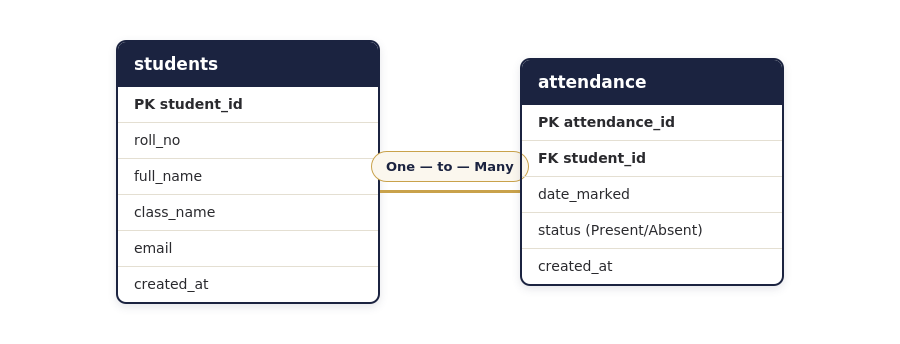 students
PK student_id
roll_no
full_name
class_name
email
created_at
One — to — Many
attendance
PK attendance_id
FK student_id
date_marked
status (Present/Absent)
created_at